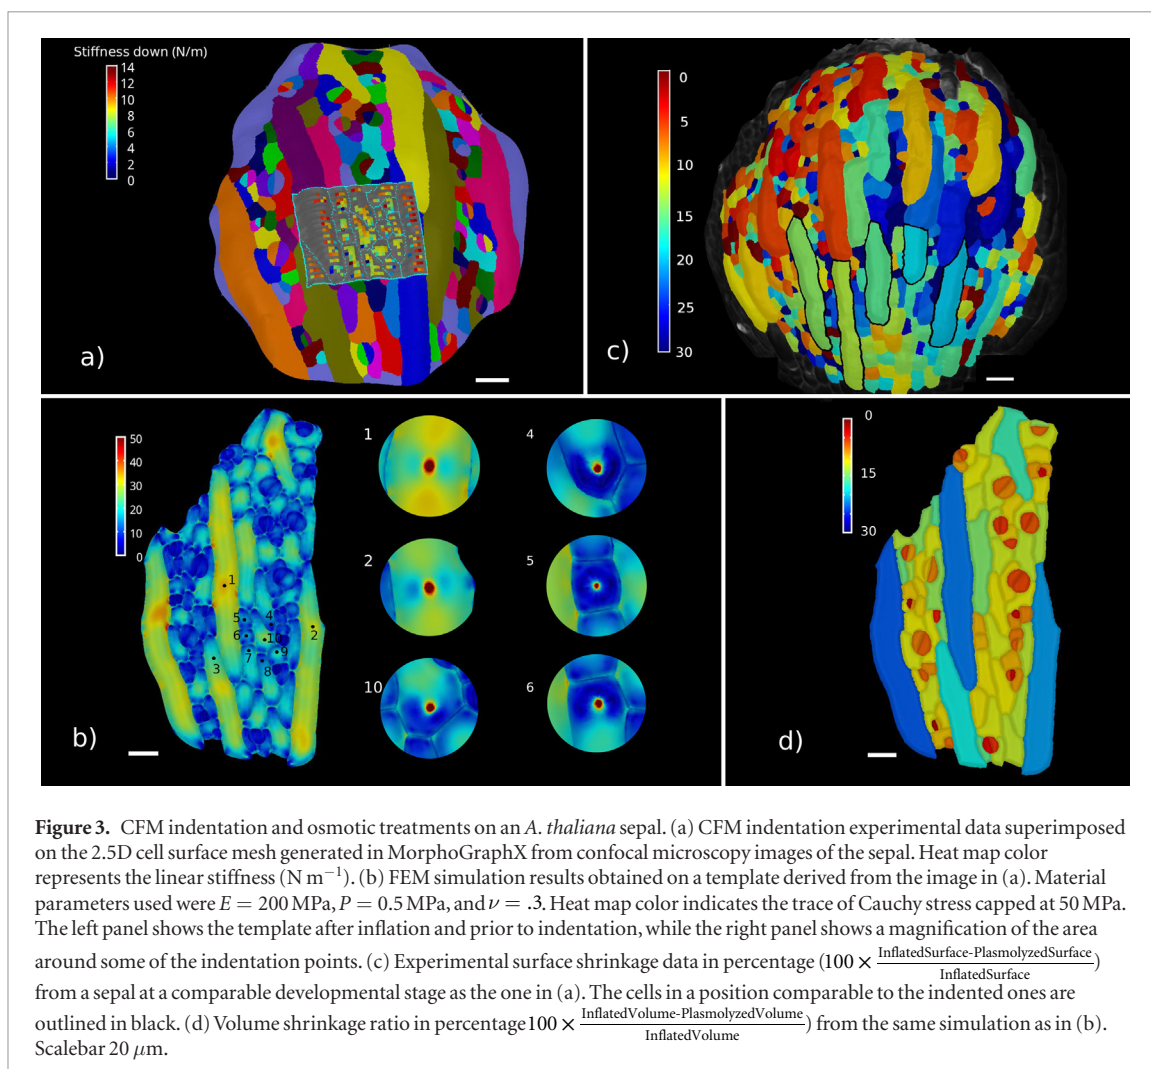 Stiffness down (N/m)
14
12
10
8
6
4
2
0
a)
0
5
10
15
20
25
30
c)
50
40
30
20
10
0
1
2
3
4
5
6
7
8
9
10
b)
1
2
10
4
5
6
0
15
30
d)
Figure 3. CFM indentation and osmotic treatments on an A. thaliana sepal. (a) CFM indentation experimental data superimposed
on the 2.5D cell surface mesh generated in MorphoGraphX from confocal microscopy images of the sepal. Heat map color
represents the linear stiffness (N m⁻¹). (b) FEM simulation results obtained on a template derived from the image in (a). Material
parameters used were E = 200 MPa, P = 0.5 MPa, and ν = .3. Heat map color indicates the trace of Cauchy stress capped at 50 MPa.
The left panel shows the template after inflation and prior to indentation, while the right panel shows a magnification of the area
around some of the indentation points. (c) Experimental surface shrinkage data in percentage (100 × InflatedSurface-PlasmolyzedSurface / InflatedSurface)
from a sepal at a comparable developmental stage as the one in (a). The cells in a position comparable to the indented ones are
outlined in black. (d) Volume shrinkage ratio in percentage 100 × InflatedVolume-PlasmolyzedVolume / InflatedVolume) from the same simulation as in (b).
Scalebar 20 μm.